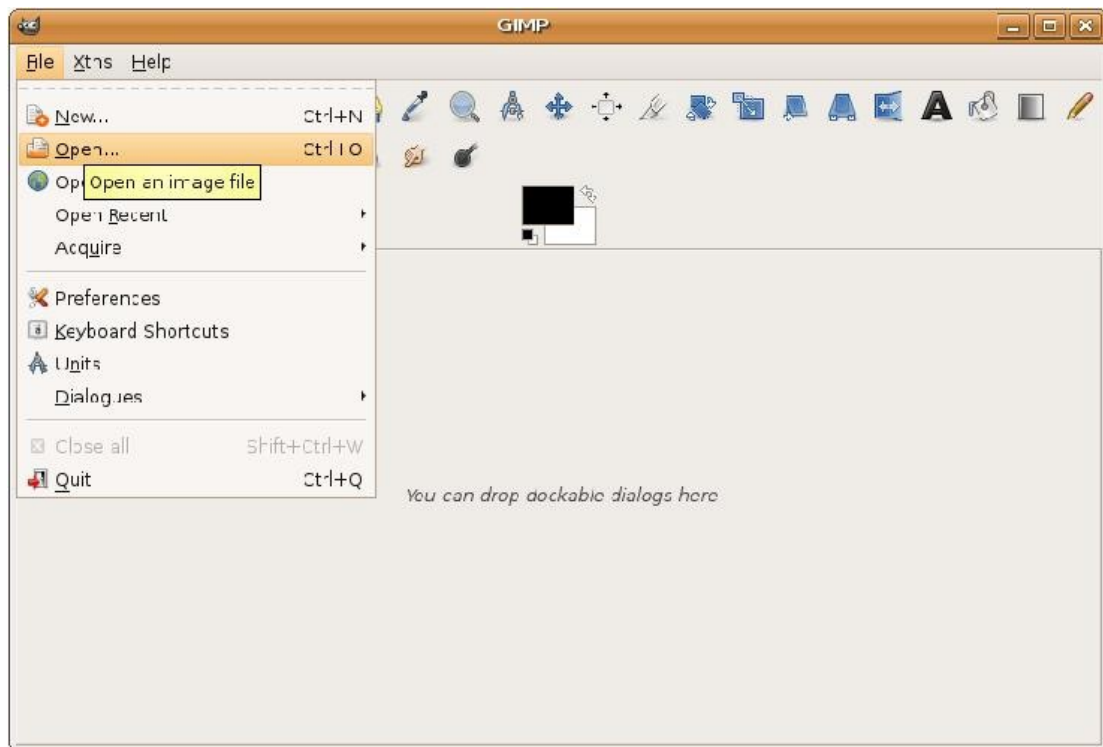 GIMP
File Xtns Help
New... Ctrl+N
Open... Ctrl+O
Open an image file
Open Recent
Acquire
Preferences
Keyboard Shortcuts
Units
Dialogues
Close all Shift+Ctrl+W
Quit Ctrl+Q
You can drop dockable dialogs here